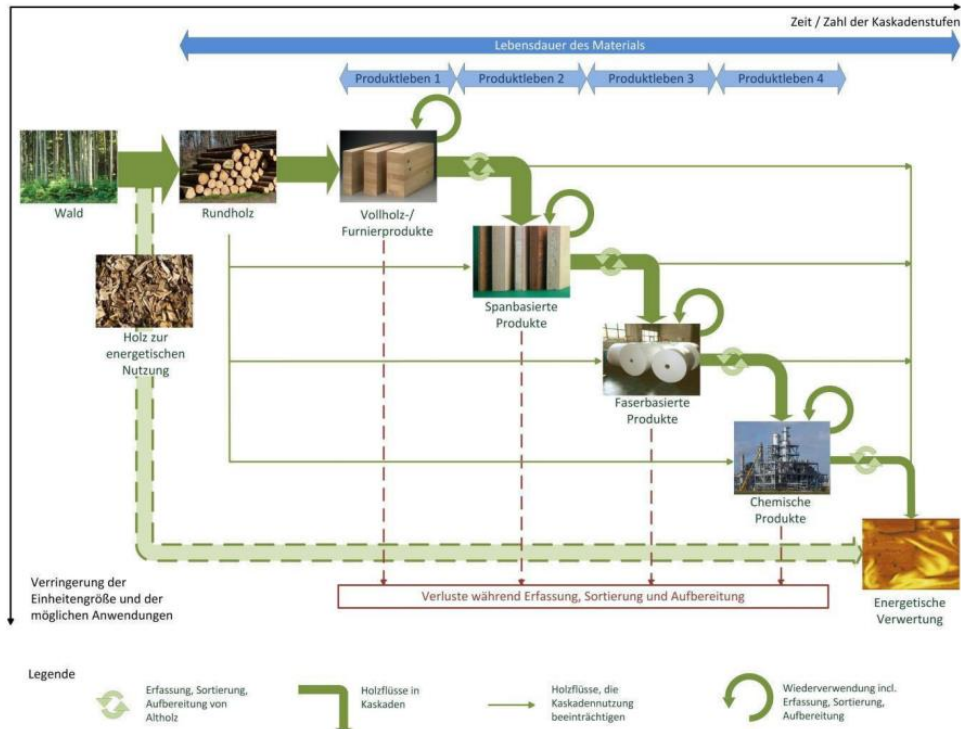 Zeit / Zahl der Kaskadenstufen
Lebensdauer des Materials
Produktleben 1
Produktleben 2
Produktleben 3
Produktleben 4
Wald
Rundholz
Vollholz-/
Furnierprodukte
Holz zur
energetischen
Nutzung
Spanbasierte
Produkte
Faserbasierte
Produkte
Chemische
Produkte
Energetische
Verwertung
Verringerung der
Einheitengröße und der
möglichen Anwendungen
Verluste während Erfassung, Sortierung und Aufbereitung
Legende
Erfassung, Sortierung,
Aufbereitung von
Altholz
Holzflüsse in
Kaskaden
Holzflüsse, die
Kaskadennutzung
beeinträchtigen
Wiederverwendung incl.
Erfassung, Sortierung,
Aufbereitung